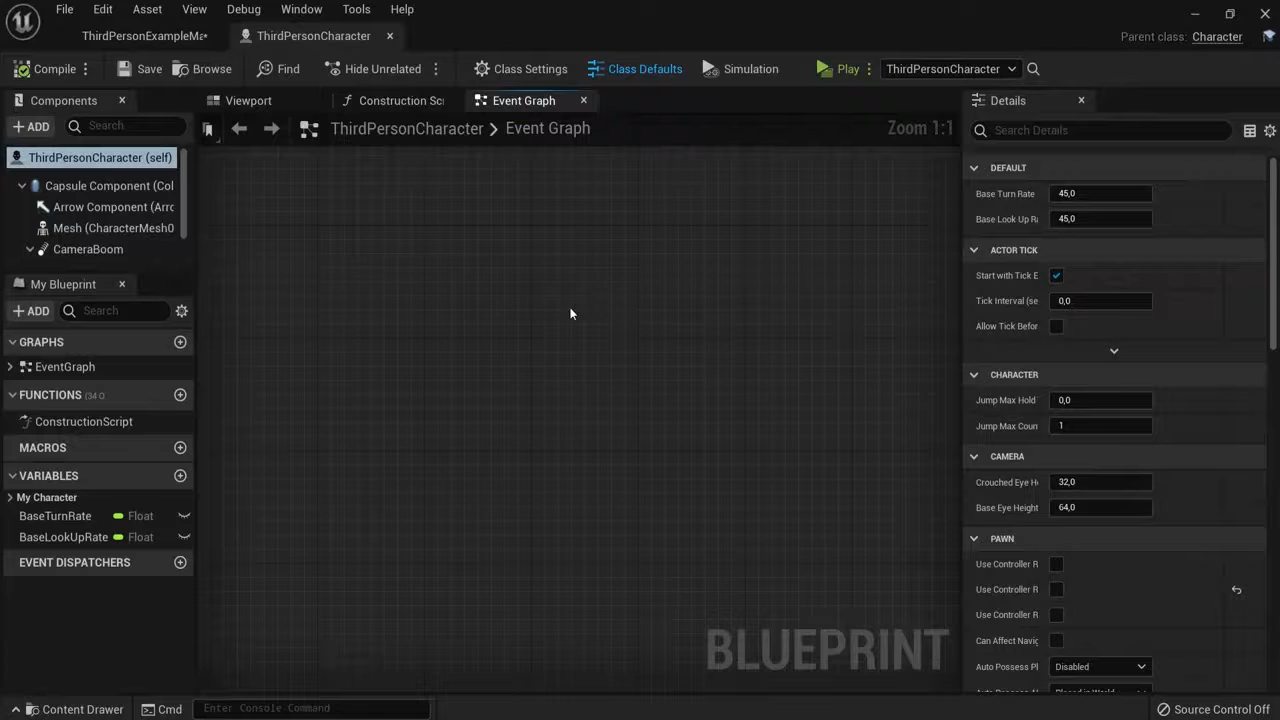 File Edit Asset View Debug Window Tools Help
ThirdPersonExampleMa• ThirdPersonCharacter Parent class: Character
Compile Save Browse Find Hide Unrelated Class Settings Class Defaults Simulation Play ThirdPersonCharacter
Components
ADD Search
ThirdPersonCharacter (self)
Capsule Component (Col
Arrow Component (Arrc
Mesh (CharacterMesh0
CameraBoom
My Blueprint
ADD Search
GRAPHS
EventGraph
FUNCTIONS (34 O
ConstructionScript
MACROS
VARIABLES
My Character
BaseTurnRate Float
BaseLookUpRate Float
EVENT DISPATCHERS
Viewport Construction Sc Event Graph
ThirdPersonCharacter > Event Graph Zoom 1:1
BLUEPRINT
Details
Search Details
DEFAULT
Base Turn Rate 45,0
Base Look Up Ra 45,0
ACTOR TICK
Start with Tick E
Tick Interval (se 0,0
Allow Tick Befor
CHARACTER
Jump Max Hold 0,0
Jump Max Coun 1
CAMERA
Crouched Eye H 32,0
Base Eye Height 64,0
PAWN
Use Controller R
Use Controller R
Use Controller R
Can Affect Navig
Auto Possess Pl Disabled
Content Drawer Cmd Enter Console Command Source Control Off